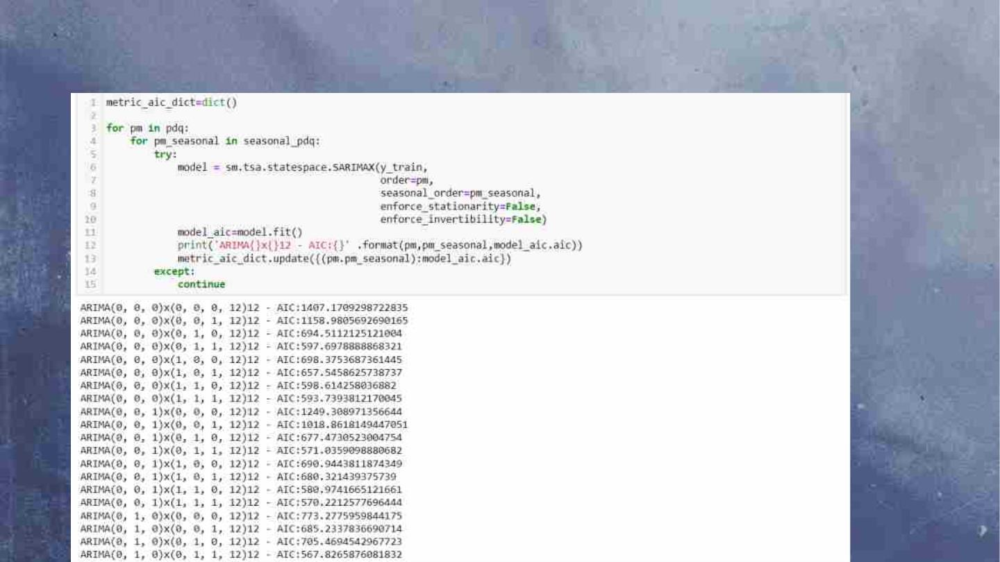 1 metric_aic_dict=dict()
2
3 for pm in pdq:
4     for pm_seasonal in seasonal_pdq:
5         try:
6             model = sm.tsa.statespace.SARIMAX(y_train,
7                                               order=pm,
8                                               seasonal_order=pm_seasonal,
9                                               enforce_stationarity=False,
10                                              enforce_invertibility=False)
11             model_aic=model.fit()
12             print('ARIMA{}x{}12 - AIC:{}' .format(pm,pm_seasonal,model_aic.aic))
13             metric_aic_dict.update({(pm.pm_seasonal):model_aic.aic})
14         except:
15             continue
ARIMA(0, 0, 0)x(0, 0, 0, 12)12 - AIC:1407.1709298722835
ARIMA(0, 0, 0)x(0, 0, 1, 12)12 - AIC:1158.9805692690165
ARIMA(0, 0, 0)x(0, 1, 0, 12)12 - AIC:694.5112125121004
ARIMA(0, 0, 0)x(0, 1, 1, 12)12 - AIC:597.6978888868321
ARIMA(0, 0, 0)x(1, 0, 0, 12)12 - AIC:698.3753687361445
ARIMA(0, 0, 0)x(1, 0, 1, 12)12 - AIC:657.5458625738737
ARIMA(0, 0, 0)x(1, 1, 0, 12)12 - AIC:598.614258036882
ARIMA(0, 0, 0)x(1, 1, 1, 12)12 - AIC:593.7393812170045
ARIMA(0, 0, 1)x(0, 0, 0, 12)12 - AIC:1249.308971356644
ARIMA(0, 0, 1)x(0, 0, 1, 12)12 - AIC:1018.8618149447051
ARIMA(0, 0, 1)x(0, 1, 0, 12)12 - AIC:677.4730523004754
ARIMA(0, 0, 1)x(0, 1, 1, 12)12 - AIC:571.0359098880682
ARIMA(0, 0, 1)x(1, 0, 0, 12)12 - AIC:690.9443811874349
ARIMA(0, 0, 1)x(1, 0, 1, 12)12 - AIC:680.321439375739
ARIMA(0, 0, 1)x(1, 1, 0, 12)12 - AIC:580.9741665121661
ARIMA(0, 0, 1)x(1, 1, 1, 12)12 - AIC:570.2212577696444
ARIMA(0, 1, 0)x(0, 0, 0, 12)12 - AIC:773.2775959844175
ARIMA(0, 1, 0)x(0, 0, 1, 12)12 - AIC:685.2337836690714
ARIMA(0, 1, 0)x(0, 1, 0, 12)12 - AIC:705.4694542967723
ARIMA(0, 1, 0)x(0, 1, 1, 12)12 - AIC:567.8265876081832